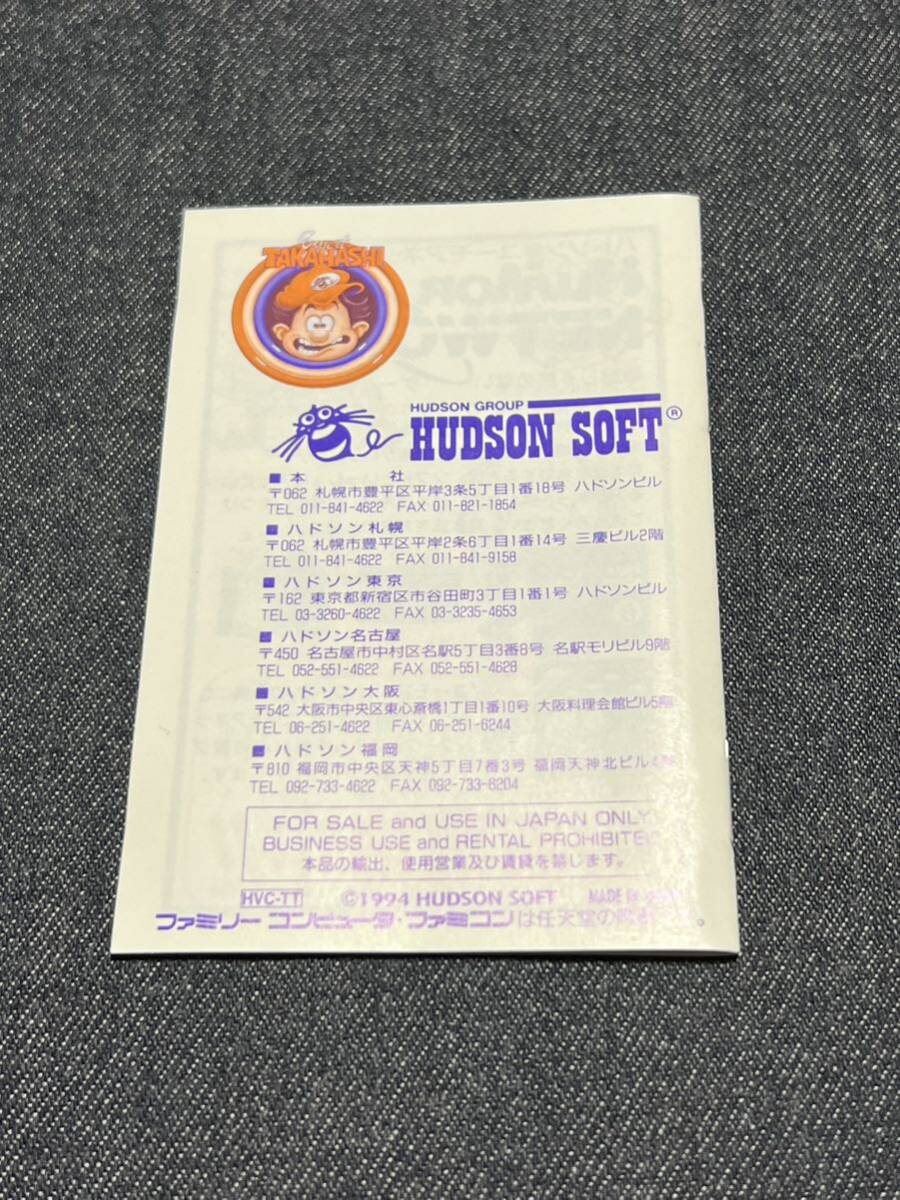 TAKAHASHI
HUDSON GROUP
HUDSON SOFT®
■本 社
〒062 札幌市豊平区平岸3条5丁目1番18号 ハドソンビル
TEL 011-841-4622 FAX 011-821-1854
■ハドソン札幌
〒062 札幌市豊平区平岸2条6丁目1番14号 三慶ビル2階
TEL 011-841-4622 FAX 011-841-9158
■ハドソン東京
〒162 東京都新宿区市谷田町3丁目1番1号 ハドソンビル
TEL 03-3260-4622 FAX 03-3235-4653
■ハドソン名古屋
〒450 名古屋市中村区名駅5丁目3番8号 名駅モリビル9階
TEL 052-551-4622 FAX 052-551-4628
■ハドソン大阪
〒542 大阪市中央区東心斎橋1丁目1番10号 大阪料理会館ビル5階
TEL 06-251-4622 FAX 06-251-6244
■ハドソン福岡
〒810 福岡市中央区天神5丁目7番3号 福岡天神北ビル
TEL 092-733-4622 FAX 092-733-8204
FOR SALE and USE IN JAPAN ONLY
BUSINESS USE and RENTAL PROHIBITED
本品の輸出、使用営業及び賃貸を禁じます。
HVC-TT ©1994 HUDSON SOFT MADE IN
ファミリーコンピュータ・ファミコンは任天堂の